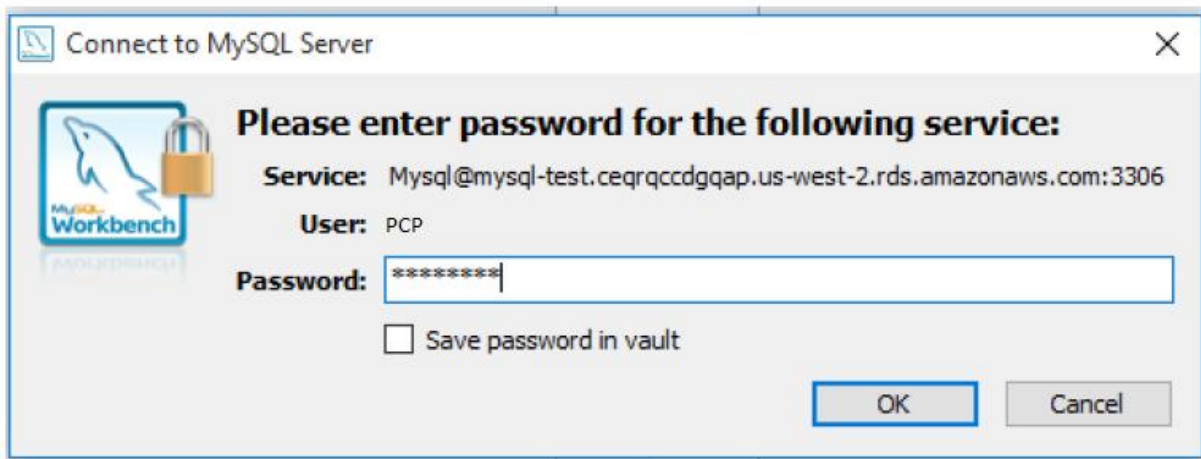 Connect to MySQL Server
Please enter password for the following service:
Service: Mysql@mysql-test.ceqrqccdgqap.us-west-2.rds.amazonaws.com:3306
MySQL
Workbench
User: PCP
Password: ********
Save password in vault
OK Cancel